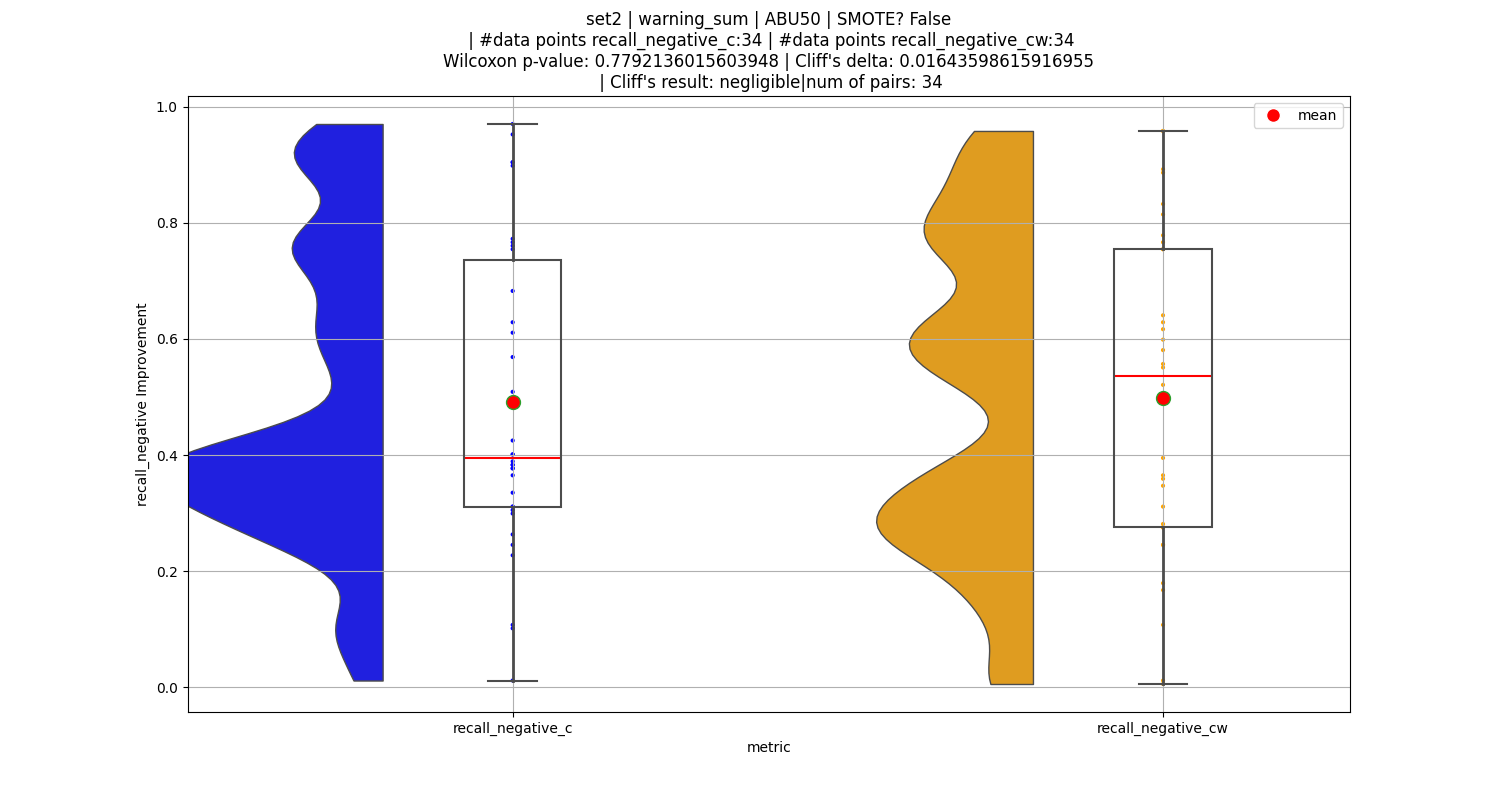 set2 | warning_sum | ABU50 | SMOTE? False
| #data points recall_negative_c:34 | #data points recall_negative_cw:34
Wilcoxon p-value: 0.7792136015603948 | Cliff's delta: 0.01643598615916955
| Cliff's result: negligible|num of pairs: 34
mean
recall_negative Improvement
1.0
0.8
0.6
0.4
0.2
0.0
recall_negative_c
recall_negative_cw
metric